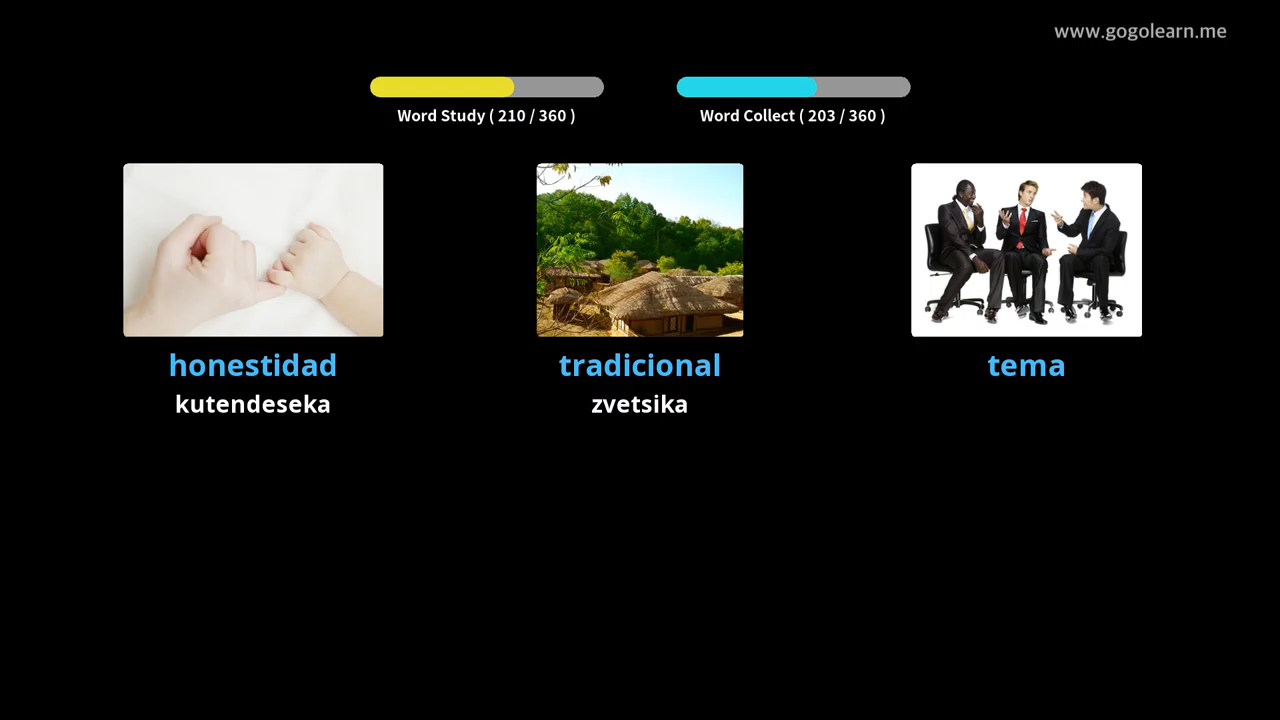 www.gogolearn.me
Word Study ( 210 / 360 )
Word Collect ( 203 / 360 )
honestidad
tradicional
tema
kutendeseka
zvetsika